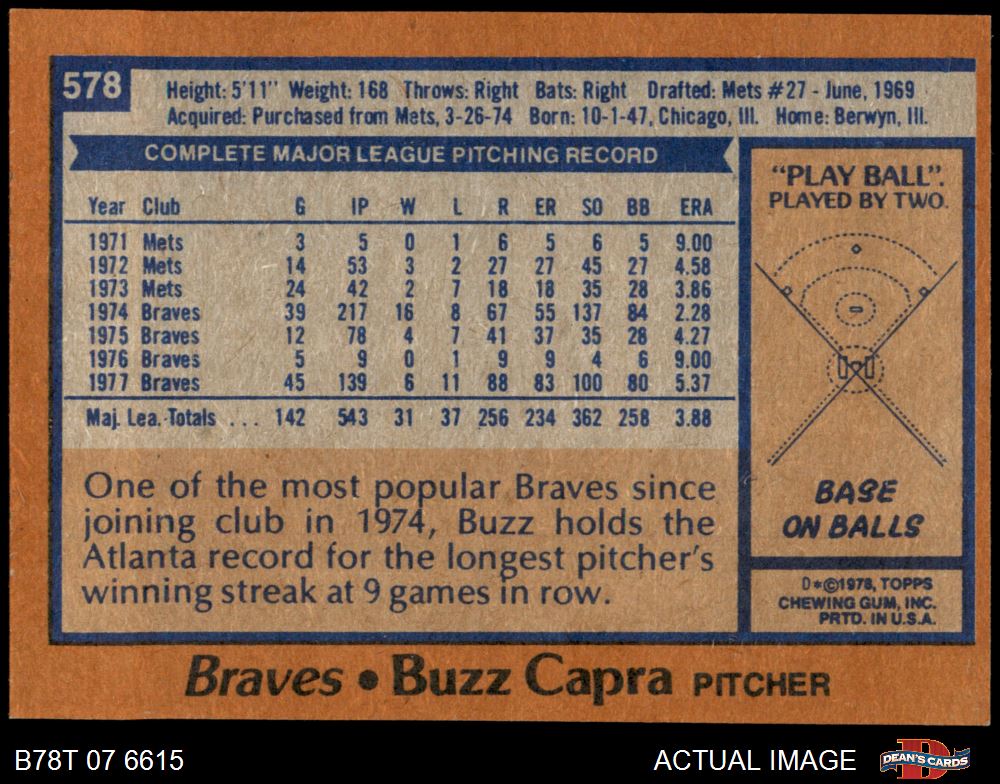 578
Height: 5'11" Weight: 168 Throws: Right Bats: Right Drafted: Mets #27 - June, 1969
Acquired: Purchased from Mets, 3-26-74 Born: 10-1-47, Chicago, Ill. Home: Berwyn, Ill.
COMPLETE MAJOR LEAGUE PITCHING RECORD
Year Club G IP W L R ER SO BB ERA
1971 Mets 3 5 0 1 6 5 6 5 9.00
1972 Mets 14 53 3 2 27 27 45 27 4.58
1973 Mets 24 42 2 7 18 18 35 28 3.86
1974 Braves 39 217 16 8 67 55 137 84 2.28
1975 Braves 12 78 4 7 41 37 35 28 4.27
1976 Braves 5 9 0 1 9 9 4 6 9.00
1977 Braves 45 139 6 11 88 83 100 80 5.37
Maj. Lea. Totals ... 142 543 31 37 256 234 362 258 3.88
One of the most popular Braves since
joining club in 1974, Buzz holds the
Atlanta record for the longest pitcher's
winning streak at 9 games in row.
"PLAY BALL".
PLAYED BY TWO.
BASE
ON BALLS
D*©1978, TOPPS
CHEWING GUM, INC.
PRTD. IN U.S.A.
Braves • Buzz Capra PITCHER
B78T 07 6615
ACTUAL IMAGE
D
DEAN'S CARDS